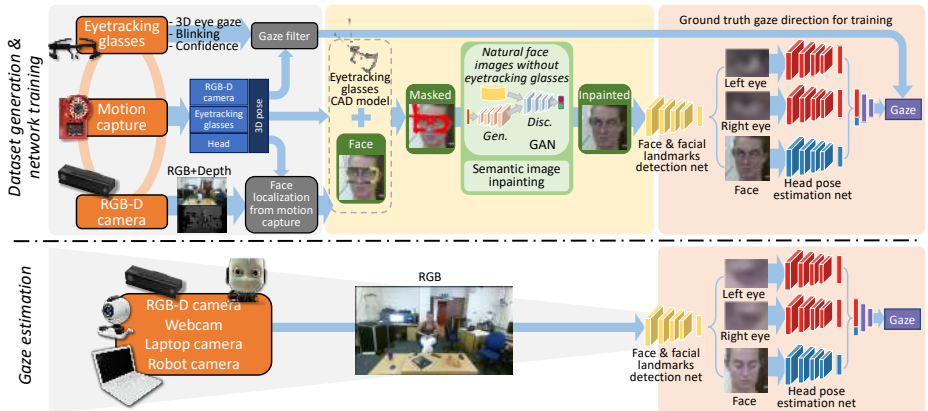 Dataset generation &
network training
Eyetracking
glasses
- 3D eye gaze
- Blinking
- Confidence
Gaze filter
Motion
capture
RGB-D
camera
Eyetracking
glasses
Head
3D pose
RGB-D
camera
RGB+Depth
Face
localization
from motion
capture
Eyetracking
glasses
CAD model
Face
Masked
Natural face
images without
eyetracking glasses
Gen.
Disc.
GAN
Semantic image
inpainting
Inpainted
Face & facial
landmarks
detection net
Ground truth gaze direction for training
Left eye
Right eye
Face
Head pose
estimation net
Gaze
Gaze estimation
RGB-D camera
Webcam
Laptop camera
Robot camera
RGB
Face & facial
landmarks
detection net
Left eye
Right eye
Face
Head pose
estimation net
Gaze